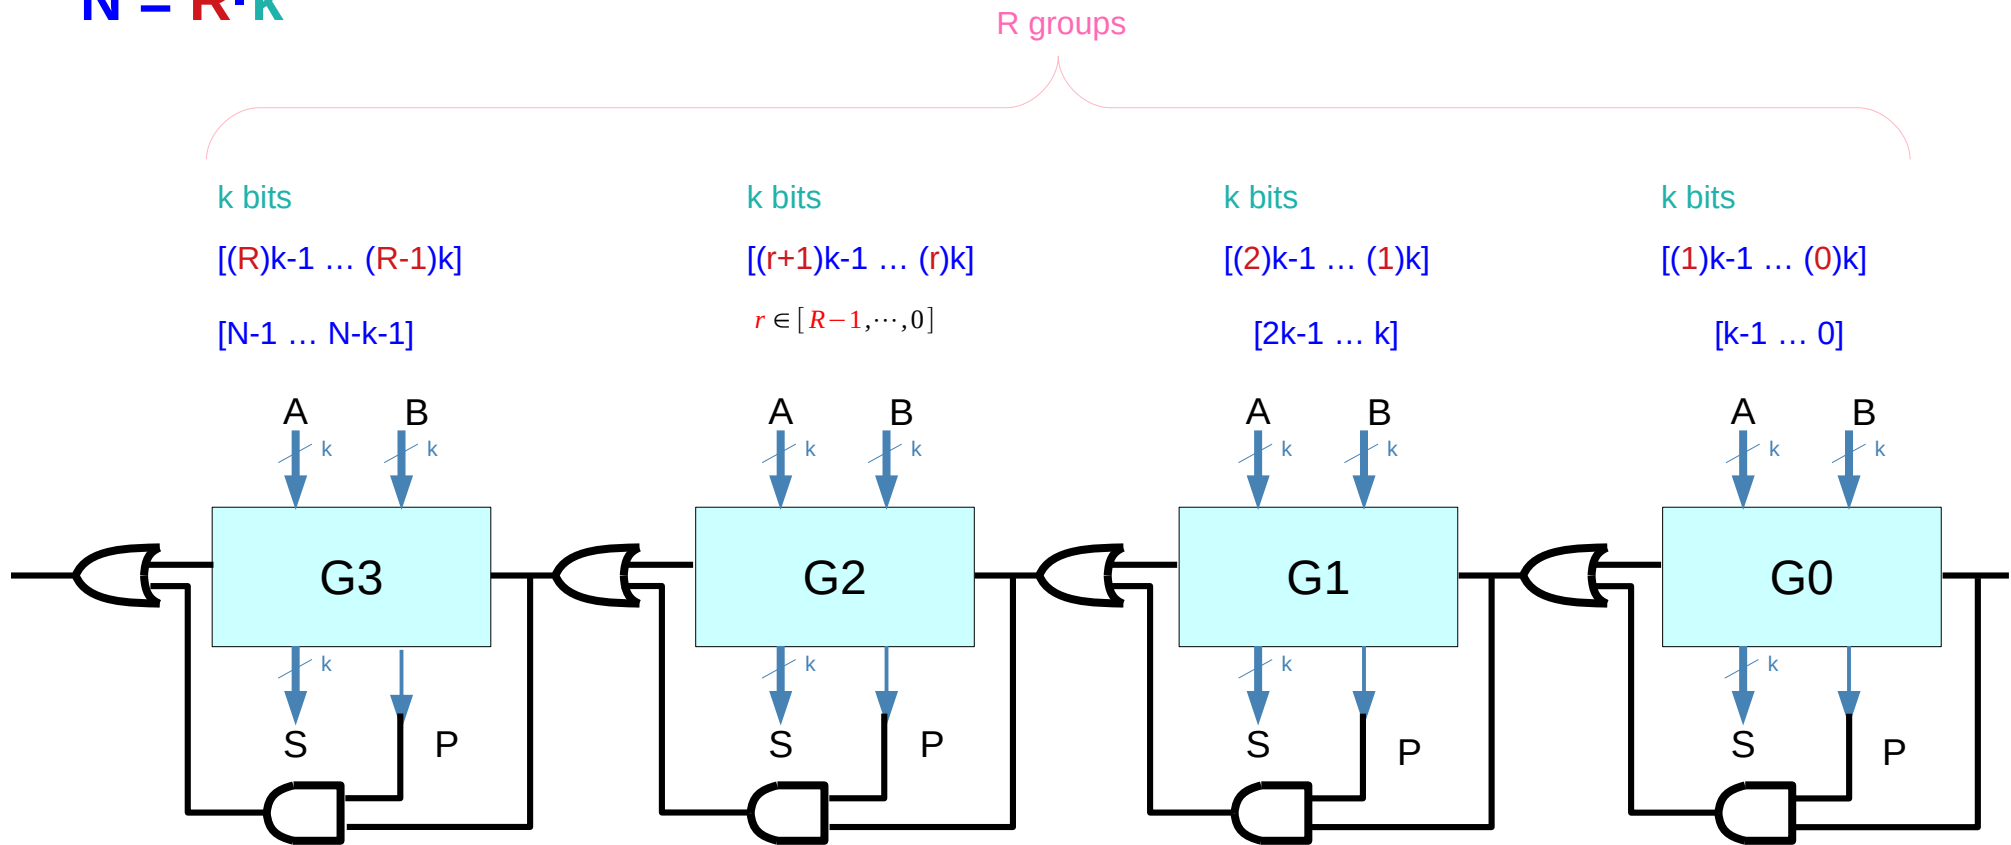 N = R·k
R groups
k bits k bits k bits k bits
[(R)k-1 … (R-1)k] [(r+1)k-1 … (r)k] [(2)k-1 … (1)k] [(1)k-1 … (0)k]
r ∈ [R−1,⋯,0]
[N-1 … N-k-1] [2k-1 … k] [k-1 … 0]
A B A B A B A B
k k k k k k k k
G3 G2 G1 G0
k k k k
S P S P S P S P